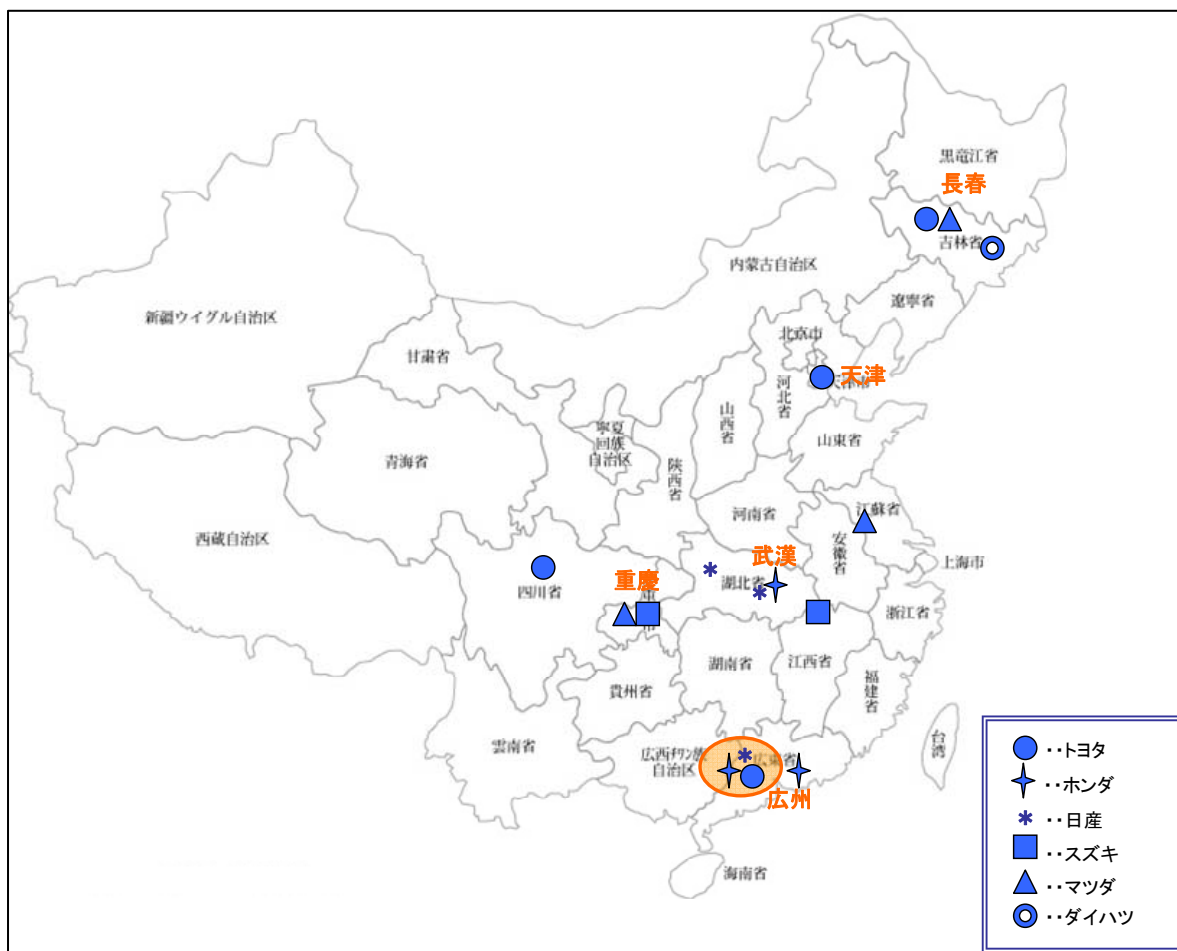 黒竜江省
長春
吉林省
内蒙古自治区
遼寧省
新疆ウイグル自治区
北京市
甘粛省
天津
天津市
河北省
山西省
山東省
寧夏
回族
自治区
青海省
陝西省
河南省
江蘇省
西蔵自治区
安徽省
武漢
上海市
重慶
湖北省
四川省
浙江省
湖南省
江西省
貴州省
福建省
雲南省
広西チワン族
自治区
広東省
台湾
広州
海南省
・・トヨタ
・・ホンダ
・・日産
・・スズキ
・・マツダ
・・ダイハツ